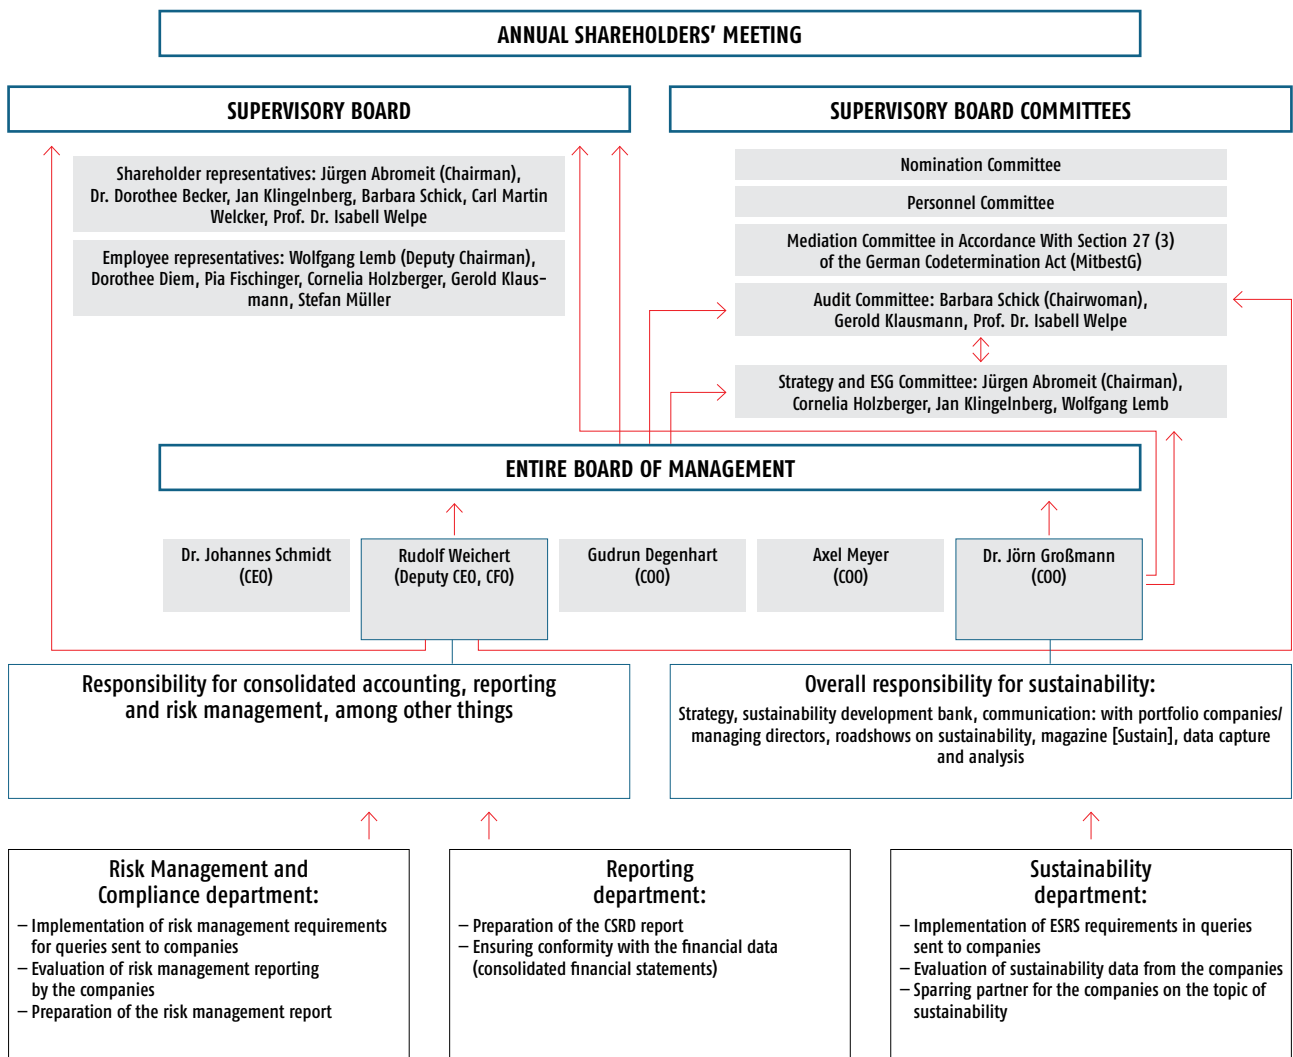 ANNUAL SHAREHOLDERS' MEETING
SUPERVISORY BOARD
Shareholder representatives: Jürgen Abromeit (Chairman),
Dr. Dorothee Becker, Jan Klingelnberg, Barbara Schick, Carl Martin
Welcker, Prof. Dr. Isabell Welpe
Employee representatives: Wolfgang Lemb (Deputy Chairman),
Dorothee Diem, Pia Fischinger, Cornelia Holzberger, Gerold Klaus-
mann, Stefan Müller
SUPERVISORY BOARD COMMITTEES
Nomination Committee
Personnel Committee
Mediation Committee in Accordance With Section 27 (3)
of the German Codetermination Act (MitbestG)
Audit Committee: Barbara Schick (Chairwoman),
Gerold Klausmann, Prof. Dr. Isabell Welpe
Strategy and ESG Committee: Jürgen Abromeit (Chairman),
Cornelia Holzberger, Jan Klingelnberg, Wolfgang Lemb
ENTIRE BOARD OF MANAGEMENT
Dr. Johannes Schmidt
(CEO)
Rudolf Weichert
(Deputy CEO, CFO)
Gudrun Degenhart
(COO)
Axel Meyer
(COO)
Dr. Jörn Großmann
(COO)
Responsibility for consolidated accounting, reporting
and risk management, among other things
Overall responsibility for sustainability:
Strategy, sustainability development bank, communication: with portfolio companies/
managing directors, roadshows on sustainability, magazine [Sustain], data capture
and analysis
Risk Management and
Compliance department:
– Implementation of risk management requirements
for queries sent to companies
– Evaluation of risk management reporting
by the companies
– Preparation of the risk management report
Reporting
department:
– Preparation of the CSRD report
– Ensuring conformity with the financial data
(consolidated financial statements)
Sustainability
department:
– Implementation of ESRS requirements in queries
sent to companies
– Evaluation of sustainability data from the companies
– Sparring partner for the companies on the topic of
sustainability